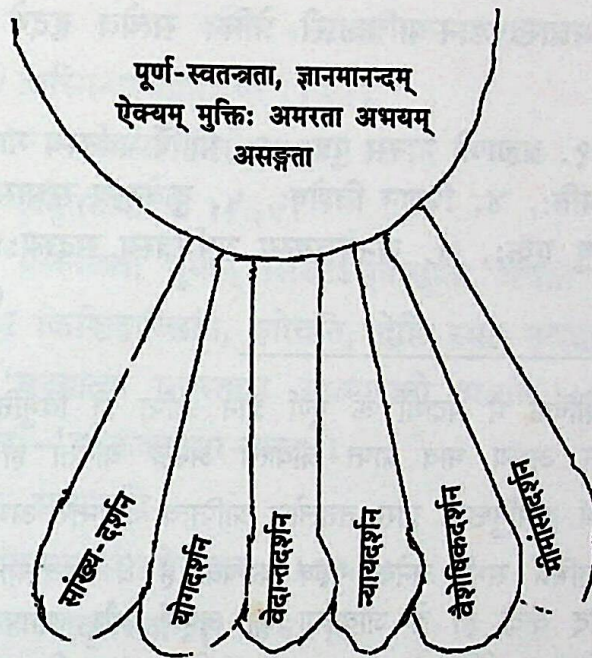 पूर्ण-स्वतन्त्रता, ज्ञानमानन्दम्
ऐक्यम् मुक्तिः अमरता अभयम्
असङ्गता
सांख्य-दर्शन
योगदर्शन
वेदान्तदर्शन
न्यायदर्शन
वैशेषिकदर्शन
मीमांसादर्शन